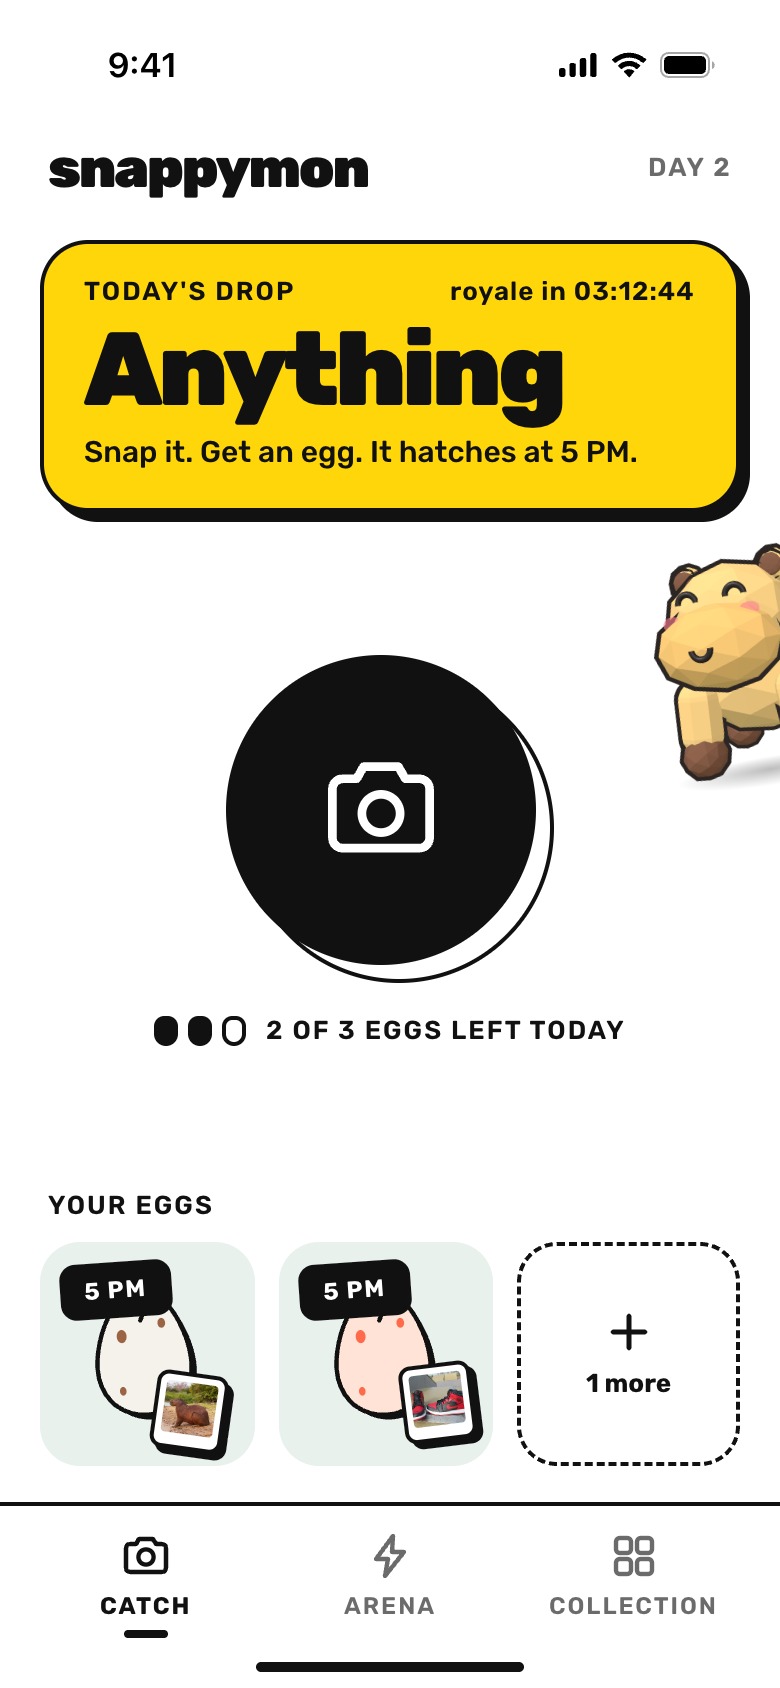 9:41
snappymon
DAY 2
TODAY'S DROP
royale in 03:12:44
Anything
Snap it. Get an egg. It hatches at 5 PM.
2 OF 3 EGGS LEFT TODAY
YOUR EGGS
5 PM
5 PM
1 more
CATCH
ARENA
COLLECTION